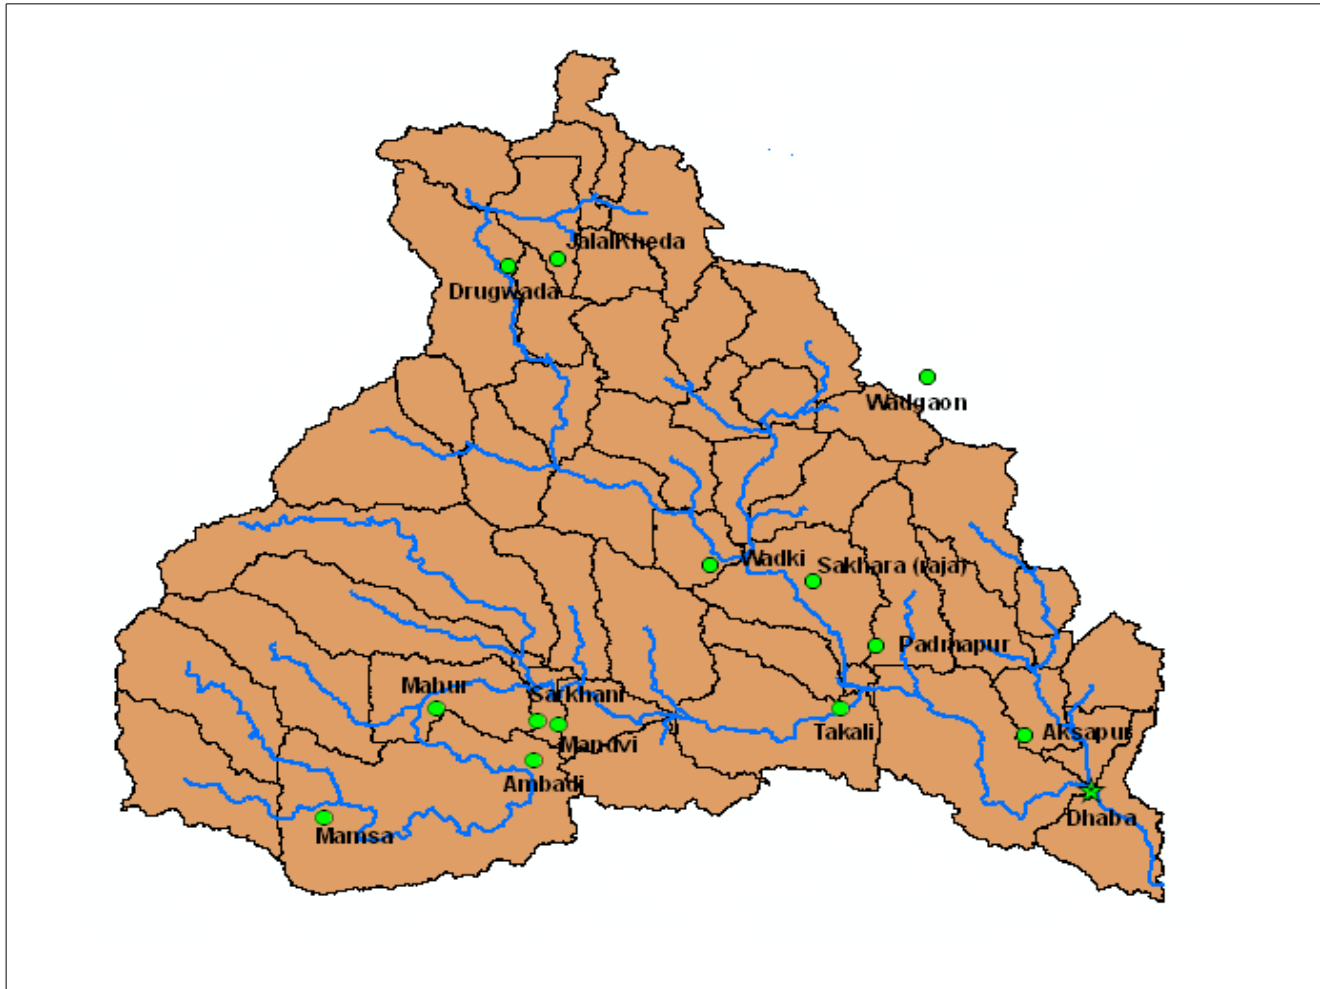 JalalKheda
Drugwada
Wadgaon
Wadki
Sakhara (raja)
Padmapur
Mahur
Sarkhani
Takali
Aksapur
Mandvi
Ambadi
Dhaba
Mamsa